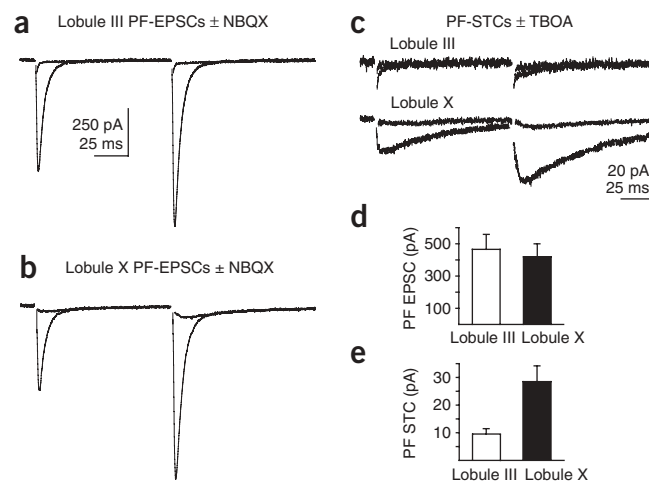 a
Lobule III PF-EPSCs ± NBQX
250 pA
25 ms
b
Lobule X PF-EPSCs ± NBQX
c
PF-STCs ± TBOA
Lobule III
Lobule X
20 pA
25 ms
d
PF EPSC (pA)
500
300
100
Lobule III Lobule X
e
PF STC (pA)
30
20
10
Lobule III Lobule X